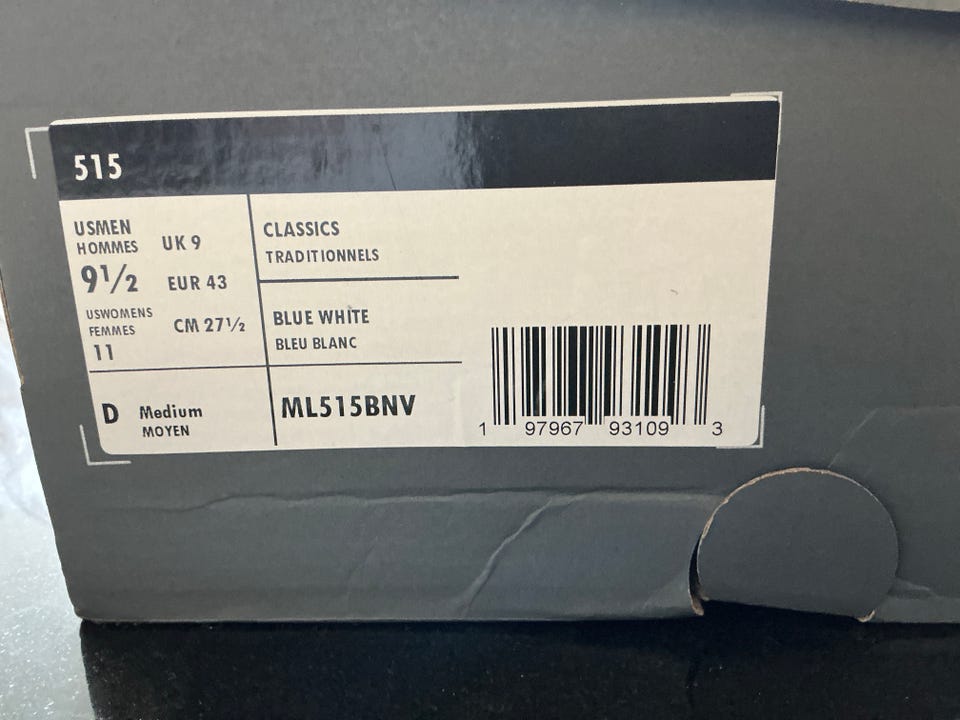 515
USMEN
HOMMES
9½
UK 9
EUR 43
USWOMENS
FEMMES
11
CM 27½
CLASSICS
TRADITIONNELS
BLUE WHITE
BLEU BLANC
D Medium
MOYEN
ML515BNV
1 97967 93109 3